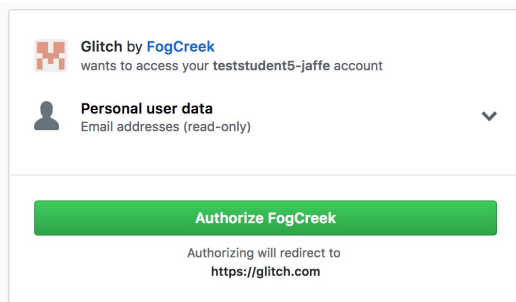 Glitch by FogCreek
wants to access your teststudent5-jaffe account
Personal user data
Email addresses (read-only)
Authorize FogCreek
Authorizing will redirect to
https://glitch.com